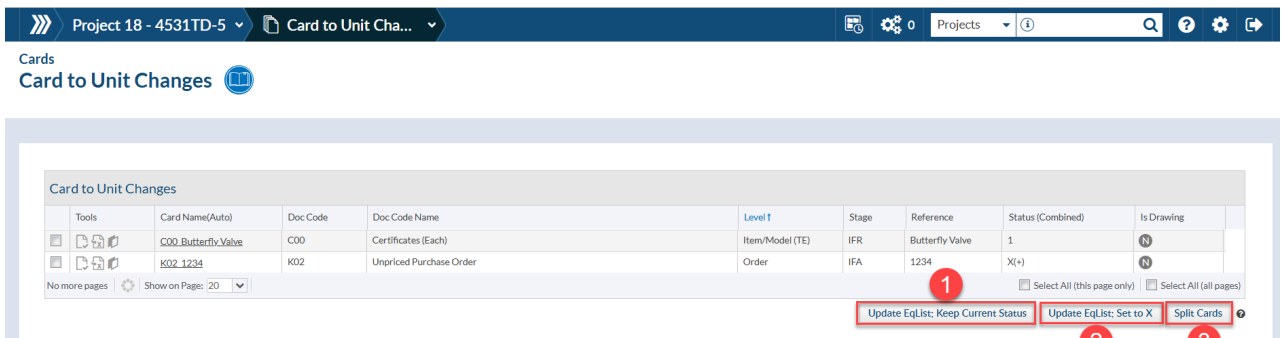 Project 18 - 4531TD-5 Card to Unit Cha... 0 Projects
Cards
Card to Unit Changes
Card to Unit Changes
Tools Card Name(Auto) Doc Code Doc Code Name Level↑ Stage Reference Status (Combined) Is Drawing
C00 Butterfly Valve C00 Certificates (Each) Item/Model (TE) IFR Butterfly Valve 1 N
K02 1234 K02 Unpriced Purchase Order Order IFA 1234 X(+) N
No more pages Show on Page: 20 Select All (this page only) Select All (all pages)
1
Update EqList; Keep Current Status Update EqList; Set to X Split Cards